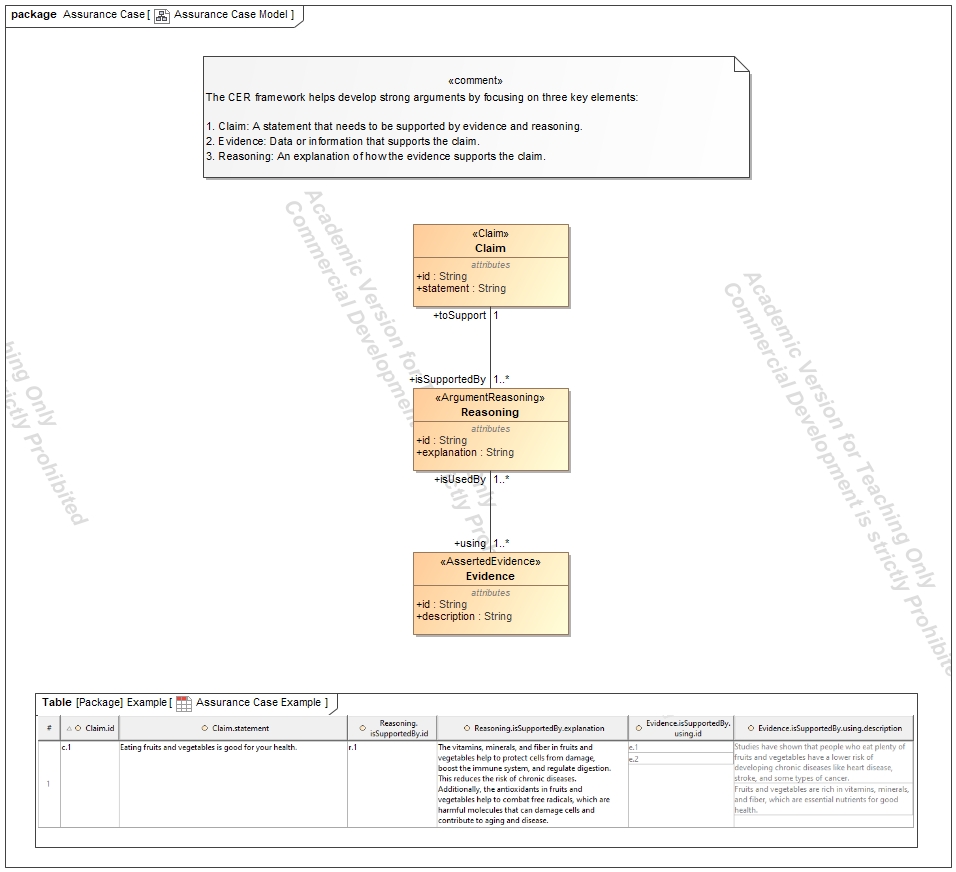 package Assurance Case [ Assurance Case Model ]
«comment»
The CER framework helps develop strong arguments by focusing on three key elements:
1. Claim: A statement that needs to be supported by evidence and reasoning.
2. Evidence: Data or information that supports the claim.
3. Reasoning: An explanation of how the evidence supports the claim.
Academic Version for
Commercial Development
«Claim»
Claim
attributes
+id : String
+statement : String
+toSupport 1
+isSupportedBy 1..*
«ArgumentReasoning»
Reasoning
attributes
+id : String
+explanation : String
+isUsedBy 1..*
+using 1..*
«AssertedEvidence»
Evidence
attributes
+id : String
+description : String
Academic Version for Teaching Only
Commercial Development is strictly Prohibited
Only
Prohibited
Table [Package] Example [ Assurance Case Example ]
# Claim.id Claim.statement Reasoning.isSupportedBy.id Reasoning.isSupportedBy.explanation Evidence.isSupportedBy.using.id Evidence.isSupportedBy.using.description
1
c.1
Eating fruits and vegetables is good for your health.
r.1
The vitamins, minerals, and fiber in fruits and
vegetables help to protect cells from damage,
boost the immune system, and regulate digestion.
This reduces the risk of chronic diseases.
Additionally, the antioxidants in fruits and
vegetables help to combat free radicals, which are
harmful molecules that can damage cells and
contribute to aging and disease.
e.1
e.2
Studies have shown that people who eat plenty of
fruits and vegetables have a lower risk of
developing chronic diseases like heart disease,
stroke, and some types of cancer.
Fruits and vegetables are rich in vitamins, minerals,
and fiber, which are essential nutrients for good
health.